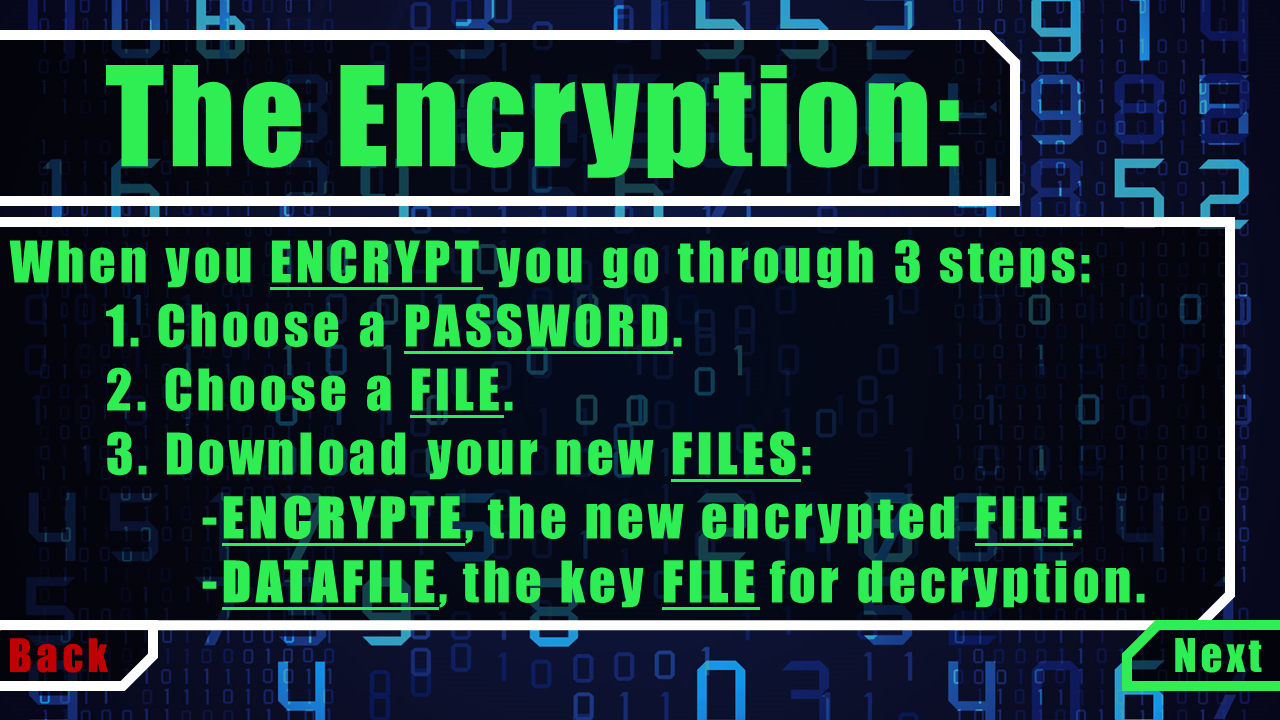 The Encryption:
When you ENCRYPT you go through 3 steps:
1. Choose a PASSWORD.
2. Choose a FILE.
3. Download your new FILES:
-ENCRYPTE, the new encrypted FILE.
-DATAFILE, the key FILE for decryption.
Back
Next